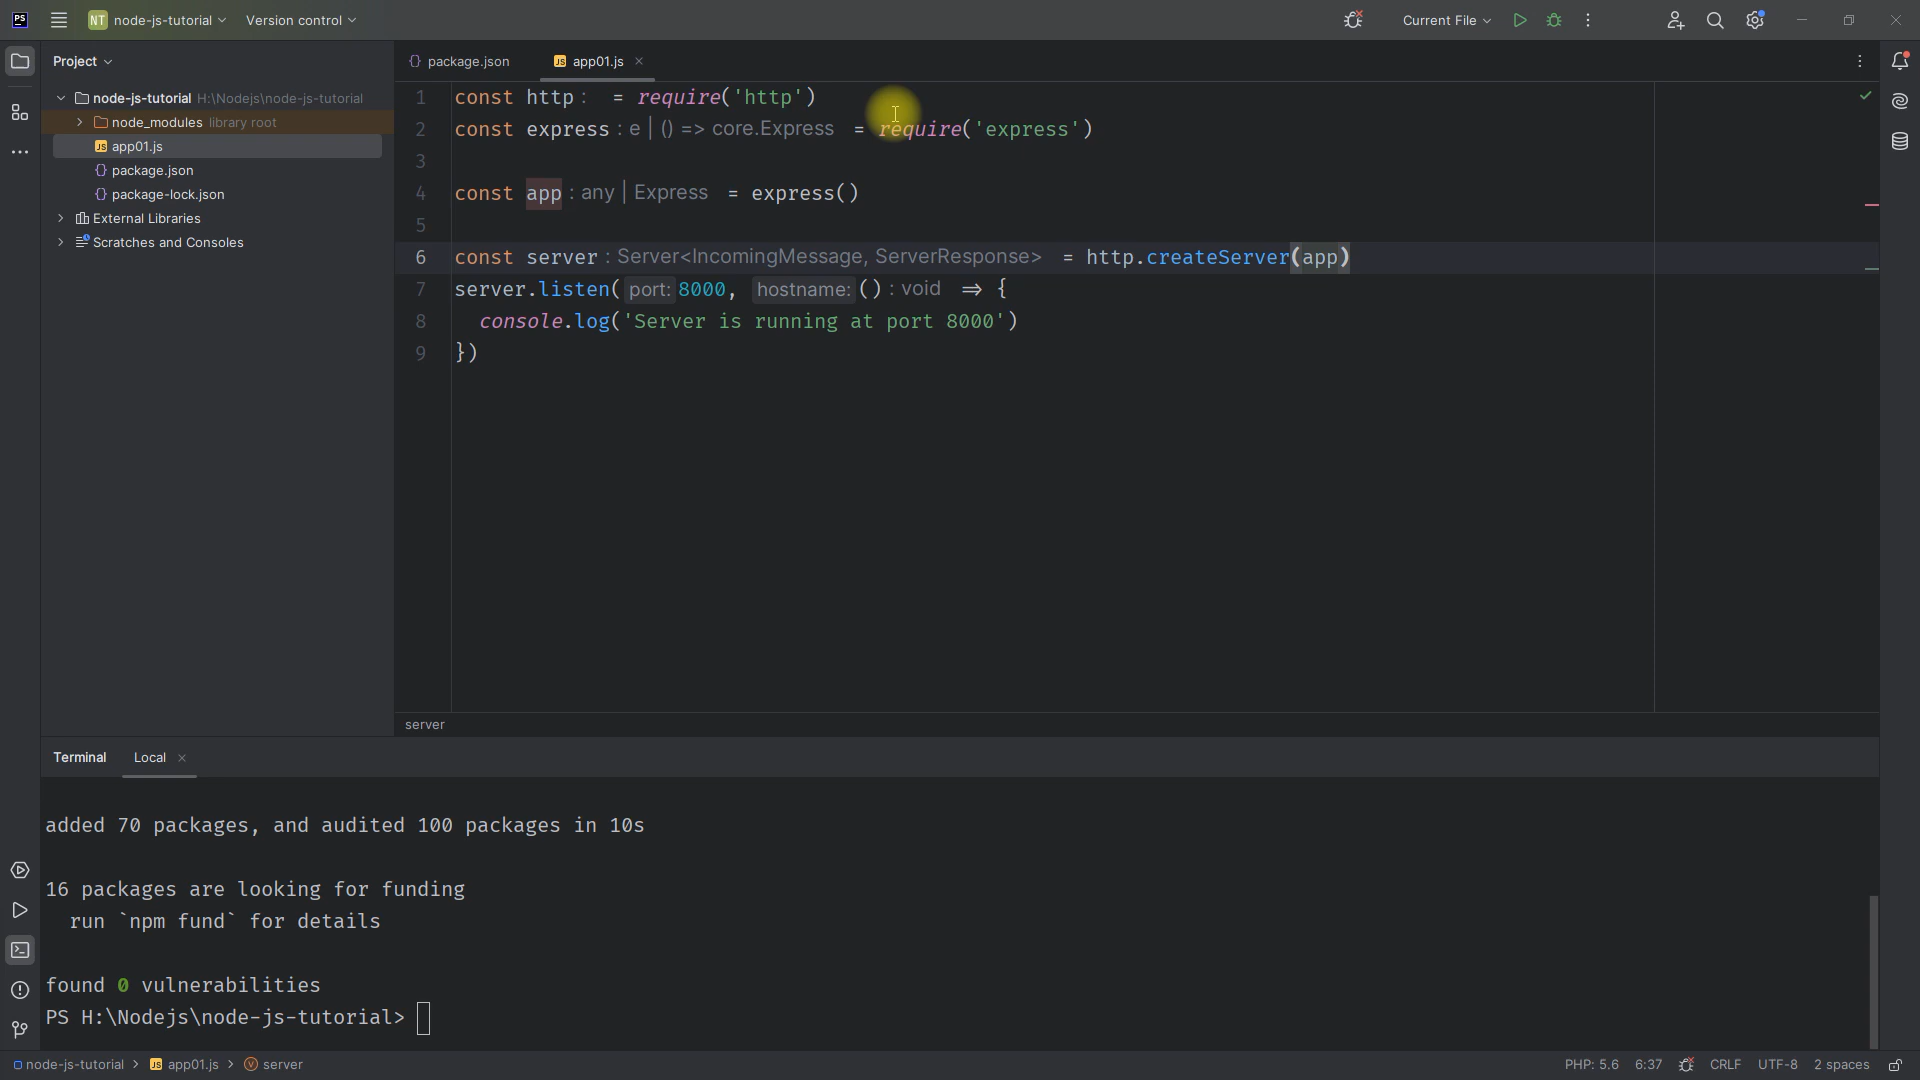 PS
NT node-js-tutorial Version control Current File
Project
{} package.json JS app01.js
node-js-tutorial H:\Nodejs\node-js-tutorial
node_modules library root
JS app01.js
{} package.json
{} package-lock.json
External Libraries
Scratches and Consoles
1 const http : = require('http')
2 const express : e | () => core.Express = require('express')
3
4 const app : any | Express = express()
5
6 const server : Server<IncomingMessage, ServerResponse> = http.createServer(app)
7 server.listen( port: 8000, hostname: () : void => {
8 console.log('Server is running at port 8000')
9 })
server
Terminal Local
added 70 packages, and audited 100 packages in 10s
16 packages are looking for funding
run `npm fund` for details
found 0 vulnerabilities
PS H:\Nodejs\node-js-tutorial>
node-js-tutorial > JS app01.js > V server PHP: 5.6 6:37 CRLF UTF-8 2 spaces